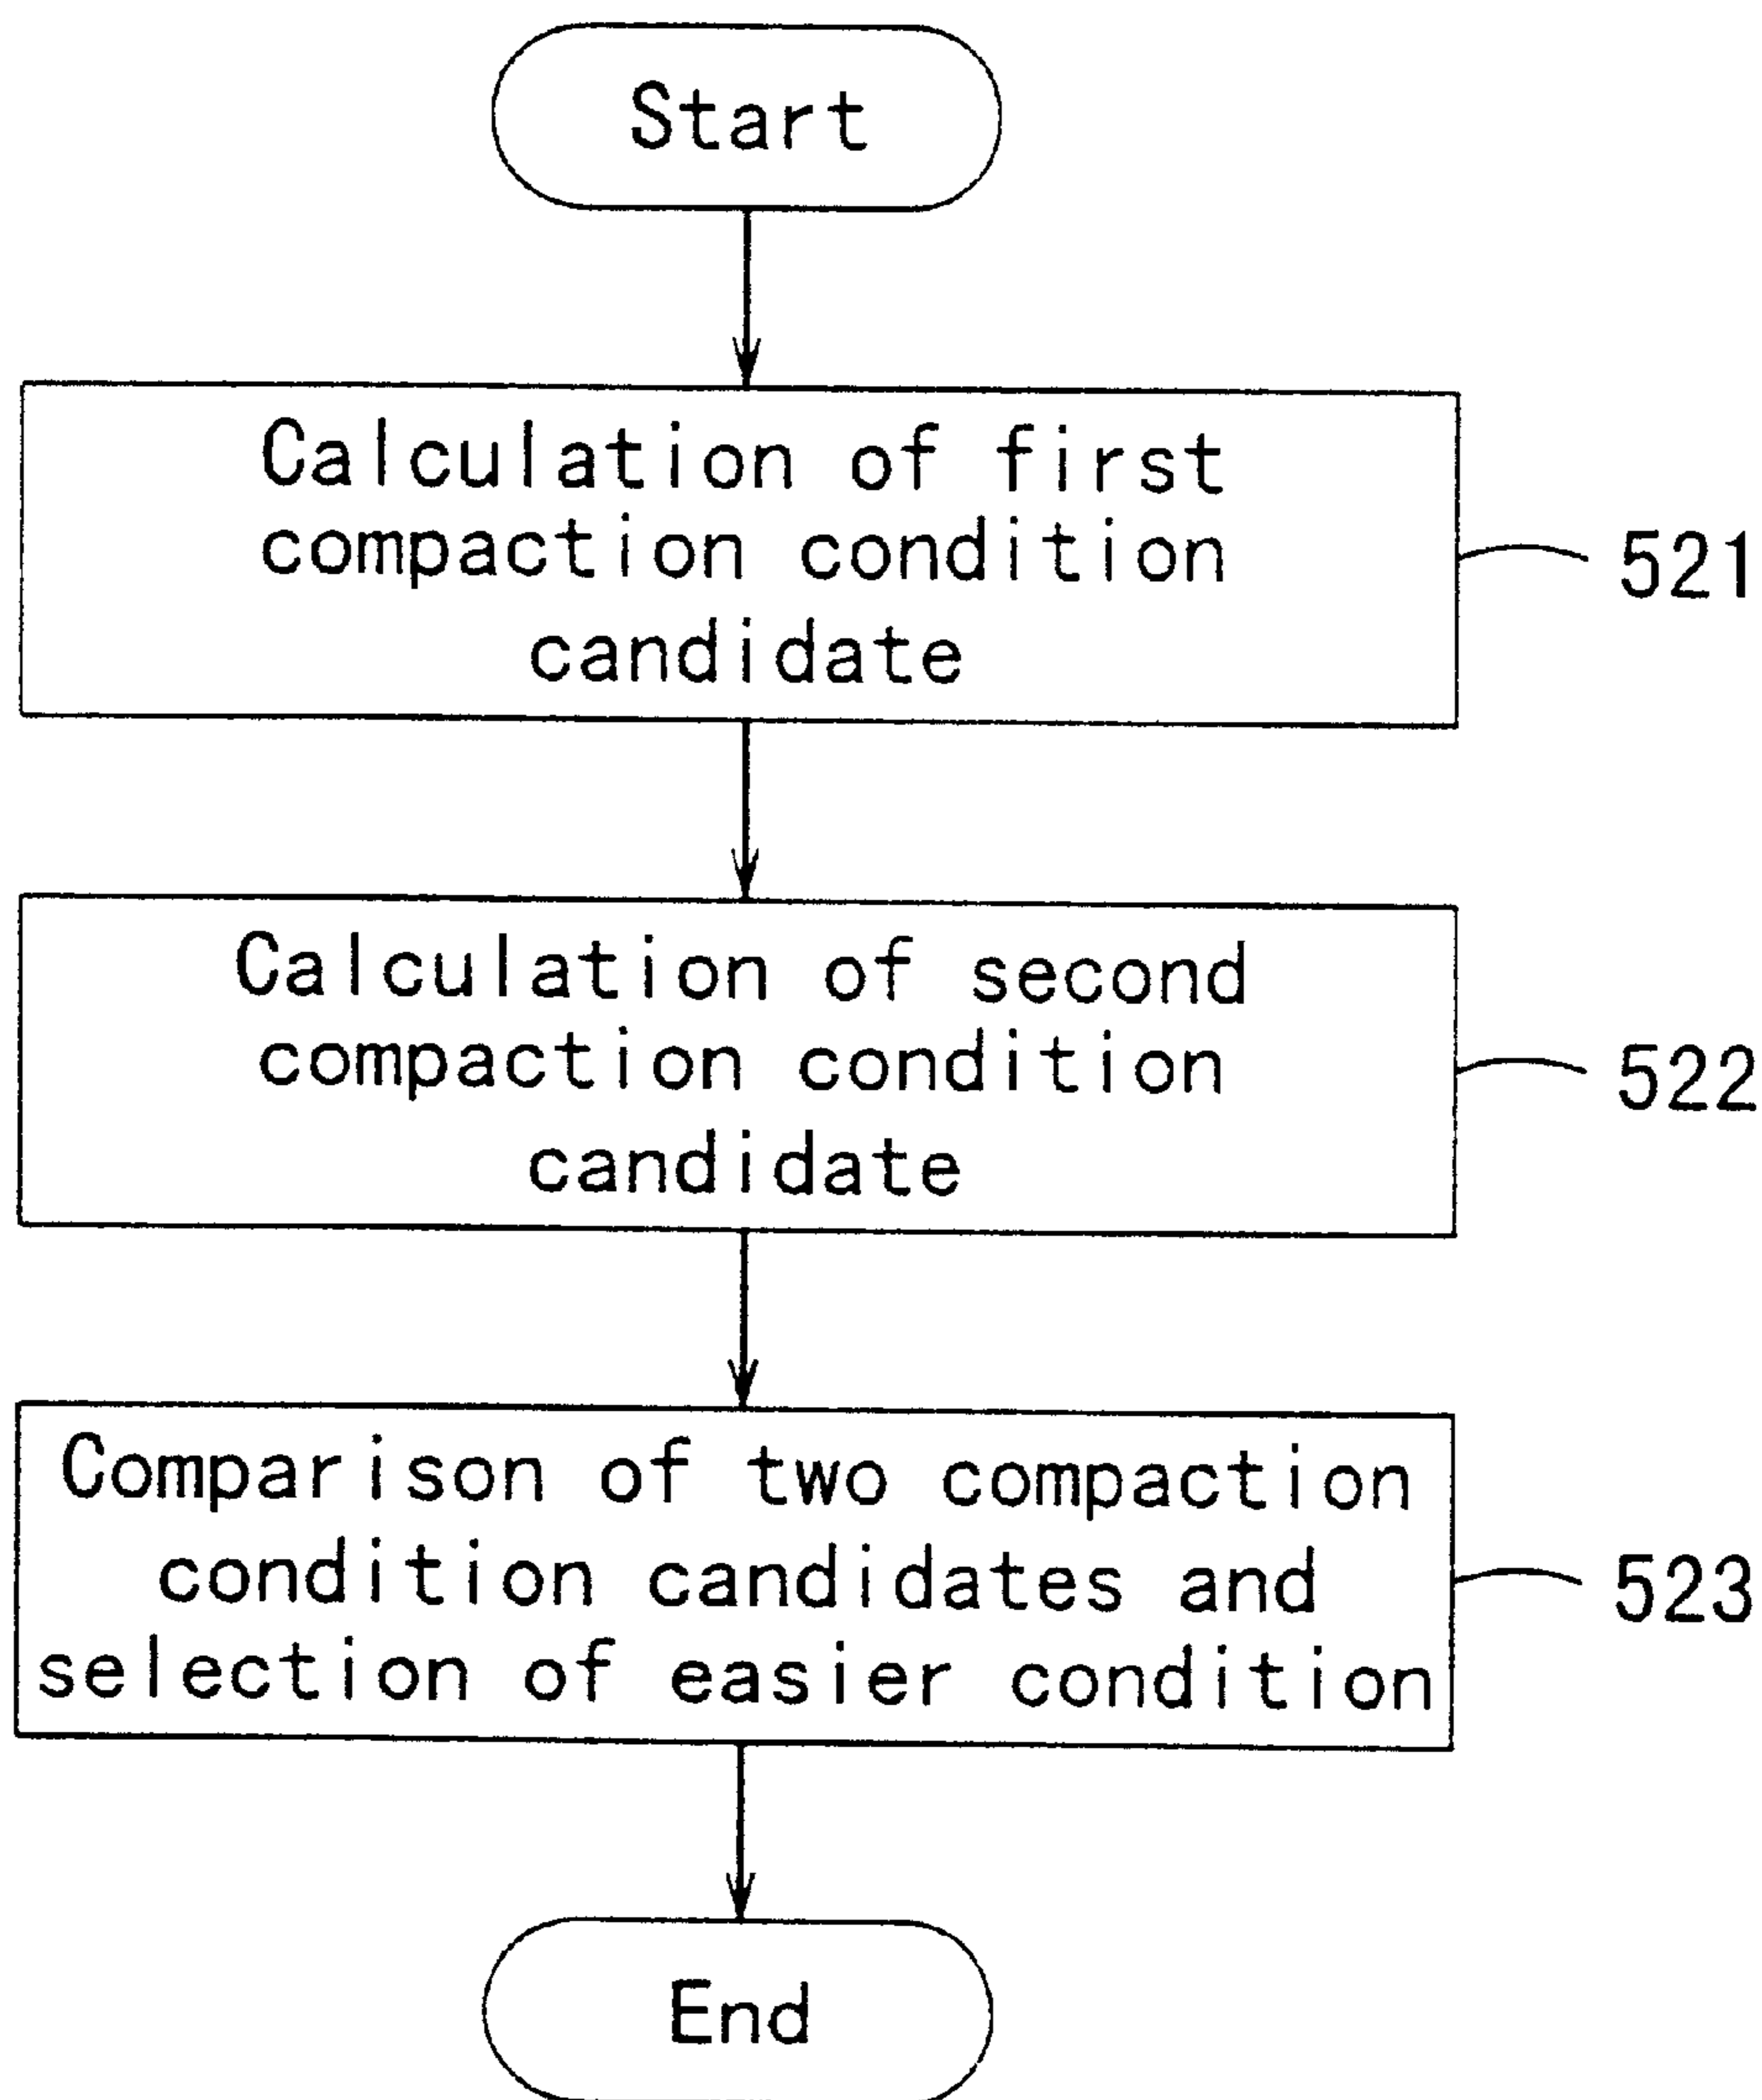 Start
Calculation of first
compaction condition
candidate
521
Calculation of second
compaction condition
candidate
522
Comparison of two compaction
condition candidates and
selection of easier condition
523
End